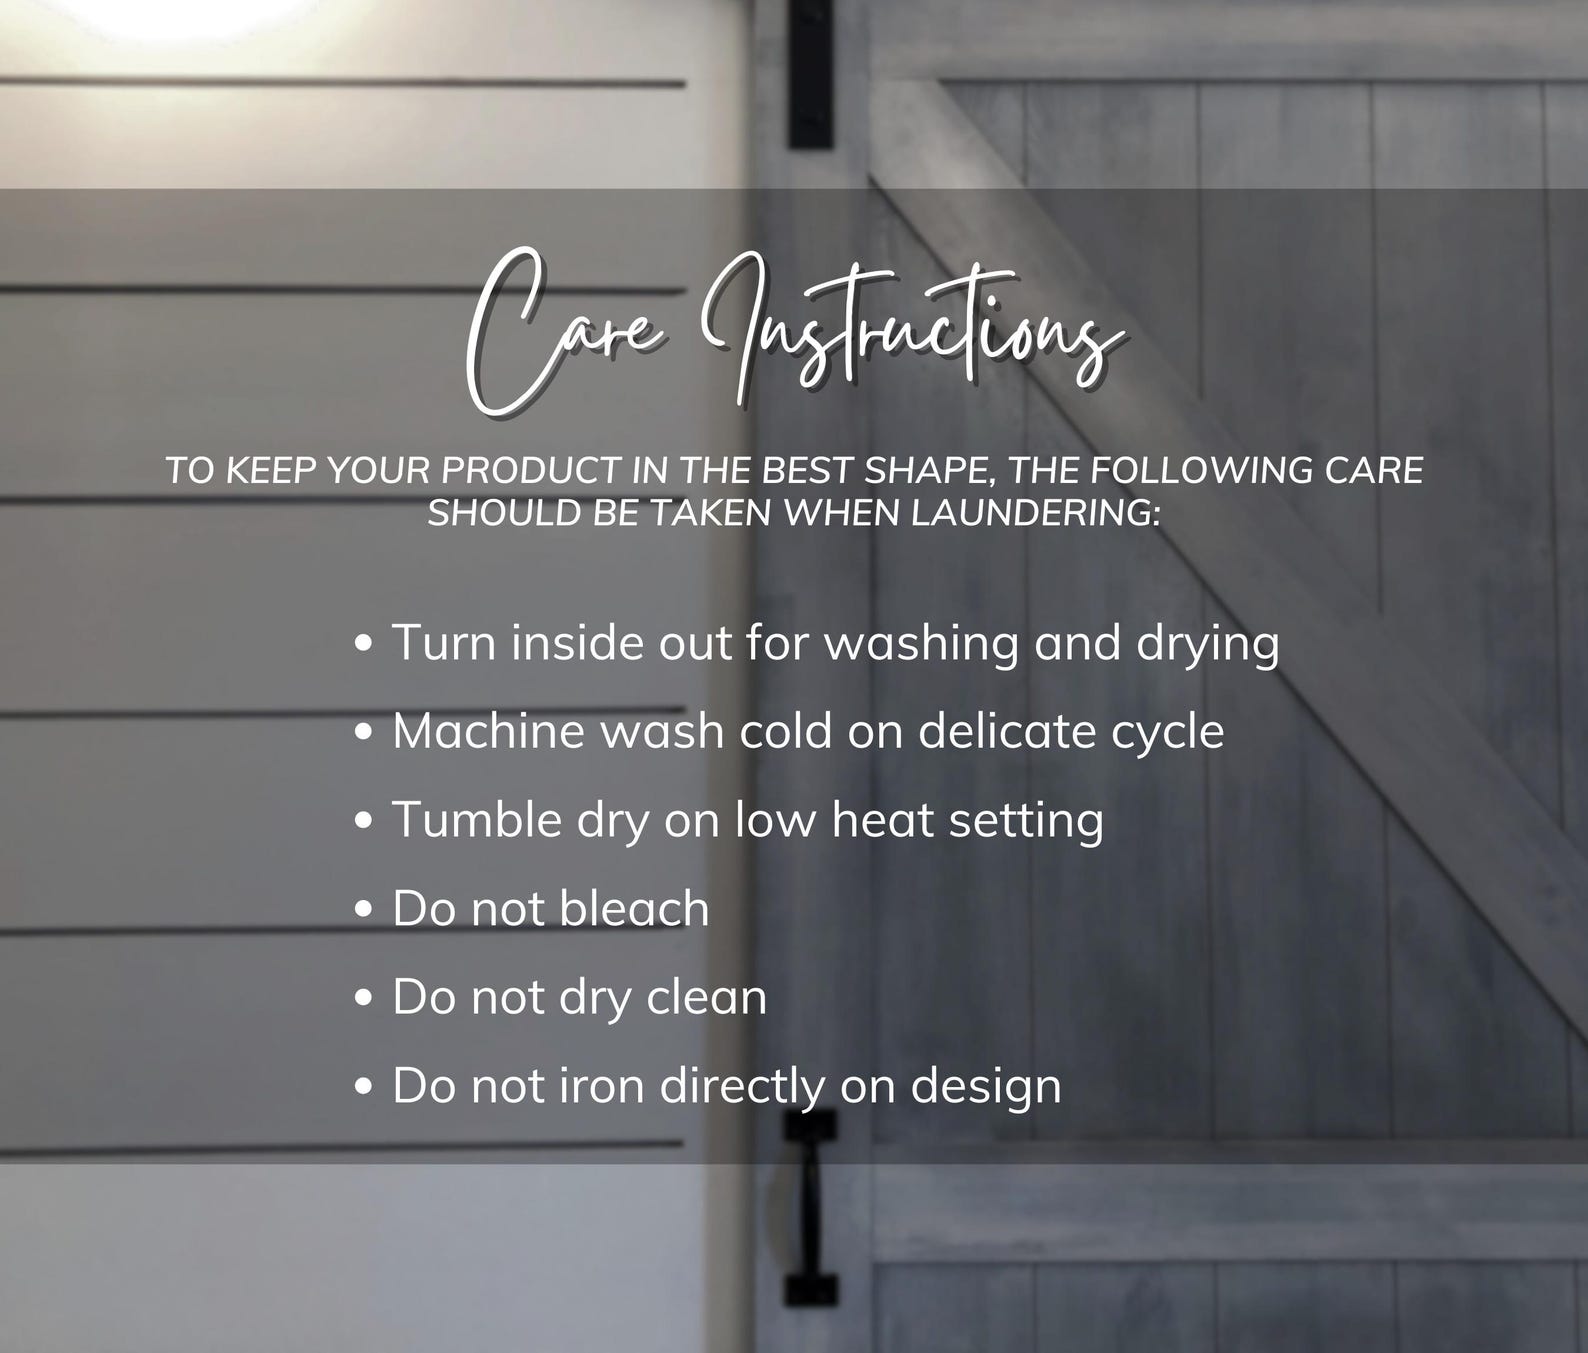 Care Instructions
TO KEEP YOUR PRODUCT IN THE BEST SHAPE, THE FOLLOWING CARE
SHOULD BE TAKEN WHEN LAUNDERING:
• Turn inside out for washing and drying
• Machine wash cold on delicate cycle
• Tumble dry on low heat setting
• Do not bleach
• Do not dry clean
• Do not iron directly on design